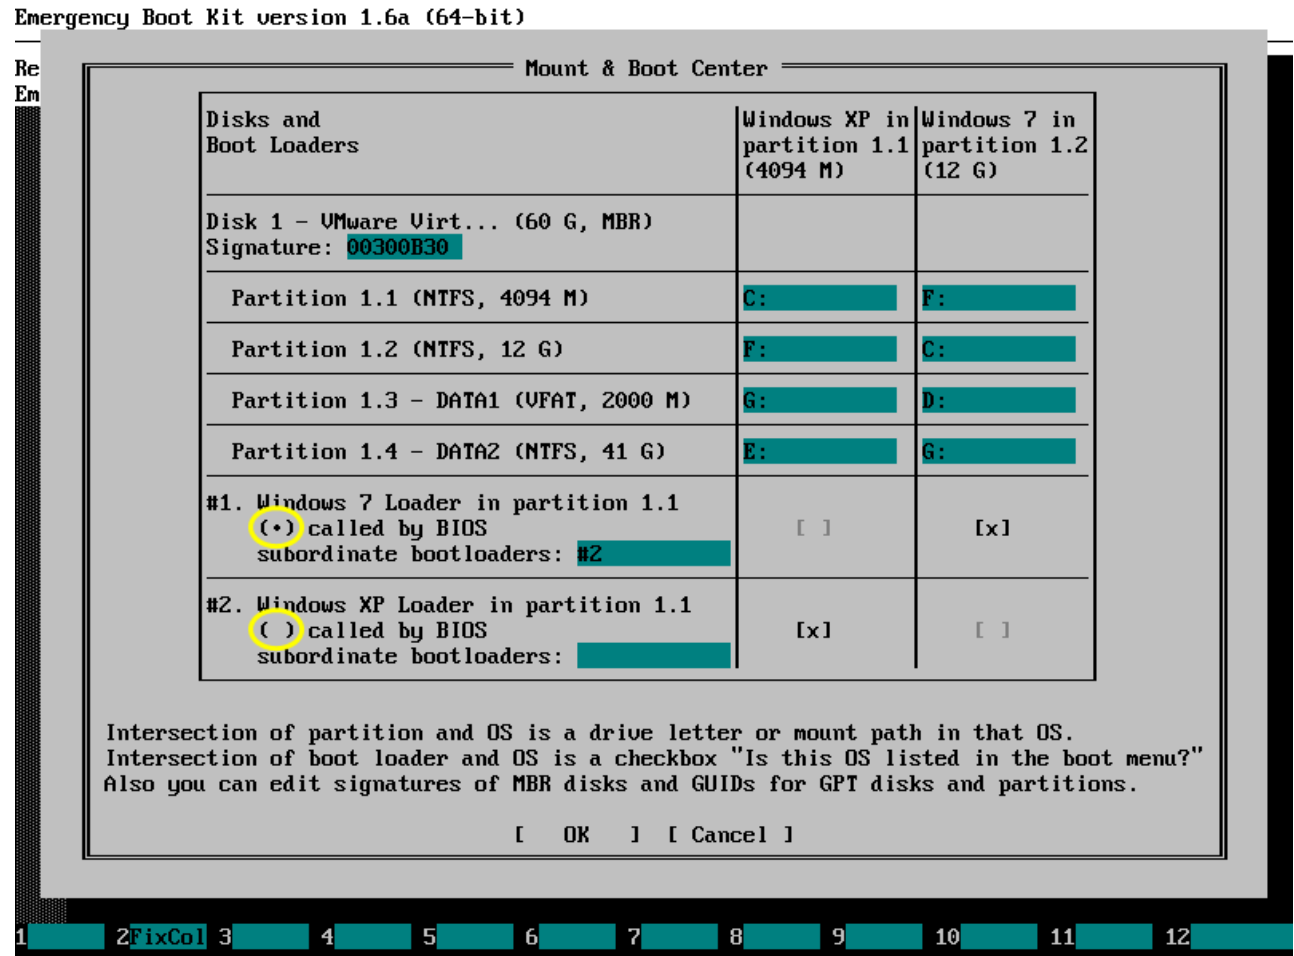 Emergency Boot Kit version 1.6a (64-bit)
Re
Em
Mount & Boot Center
Disks and
Boot Loaders
Windows XP in
partition 1.1
(4094 M)
Windows 7 in
partition 1.2
(12 G)
Disk 1 - VMware Virt... (60 G, MBR)
Signature: 00300B30
Partition 1.1 (NTFS, 4094 M) C: F:
Partition 1.2 (NTFS, 12 G) F: C:
Partition 1.3 - DATA1 (VFAT, 2000 M) G: D:
Partition 1.4 - DATA2 (NTFS, 41 G) E: G:
#1. Windows 7 Loader in partition 1.1
(•) called by BIOS [ ] [x]
subordinate bootloaders: #2
#2. Windows XP Loader in partition 1.1
( ) called by BIOS [x] [ ]
subordinate bootloaders:
Intersection of partition and OS is a drive letter or mount path in that OS.
Intersection of boot loader and OS is a checkbox "Is this OS listed in the boot menu?"
Also you can edit signatures of MBR disks and GUIDs for GPT disks and partitions.
[ OK ] [ Cancel ]
1 2FixCol 3 4 5 6 7 8 9 10 11 12